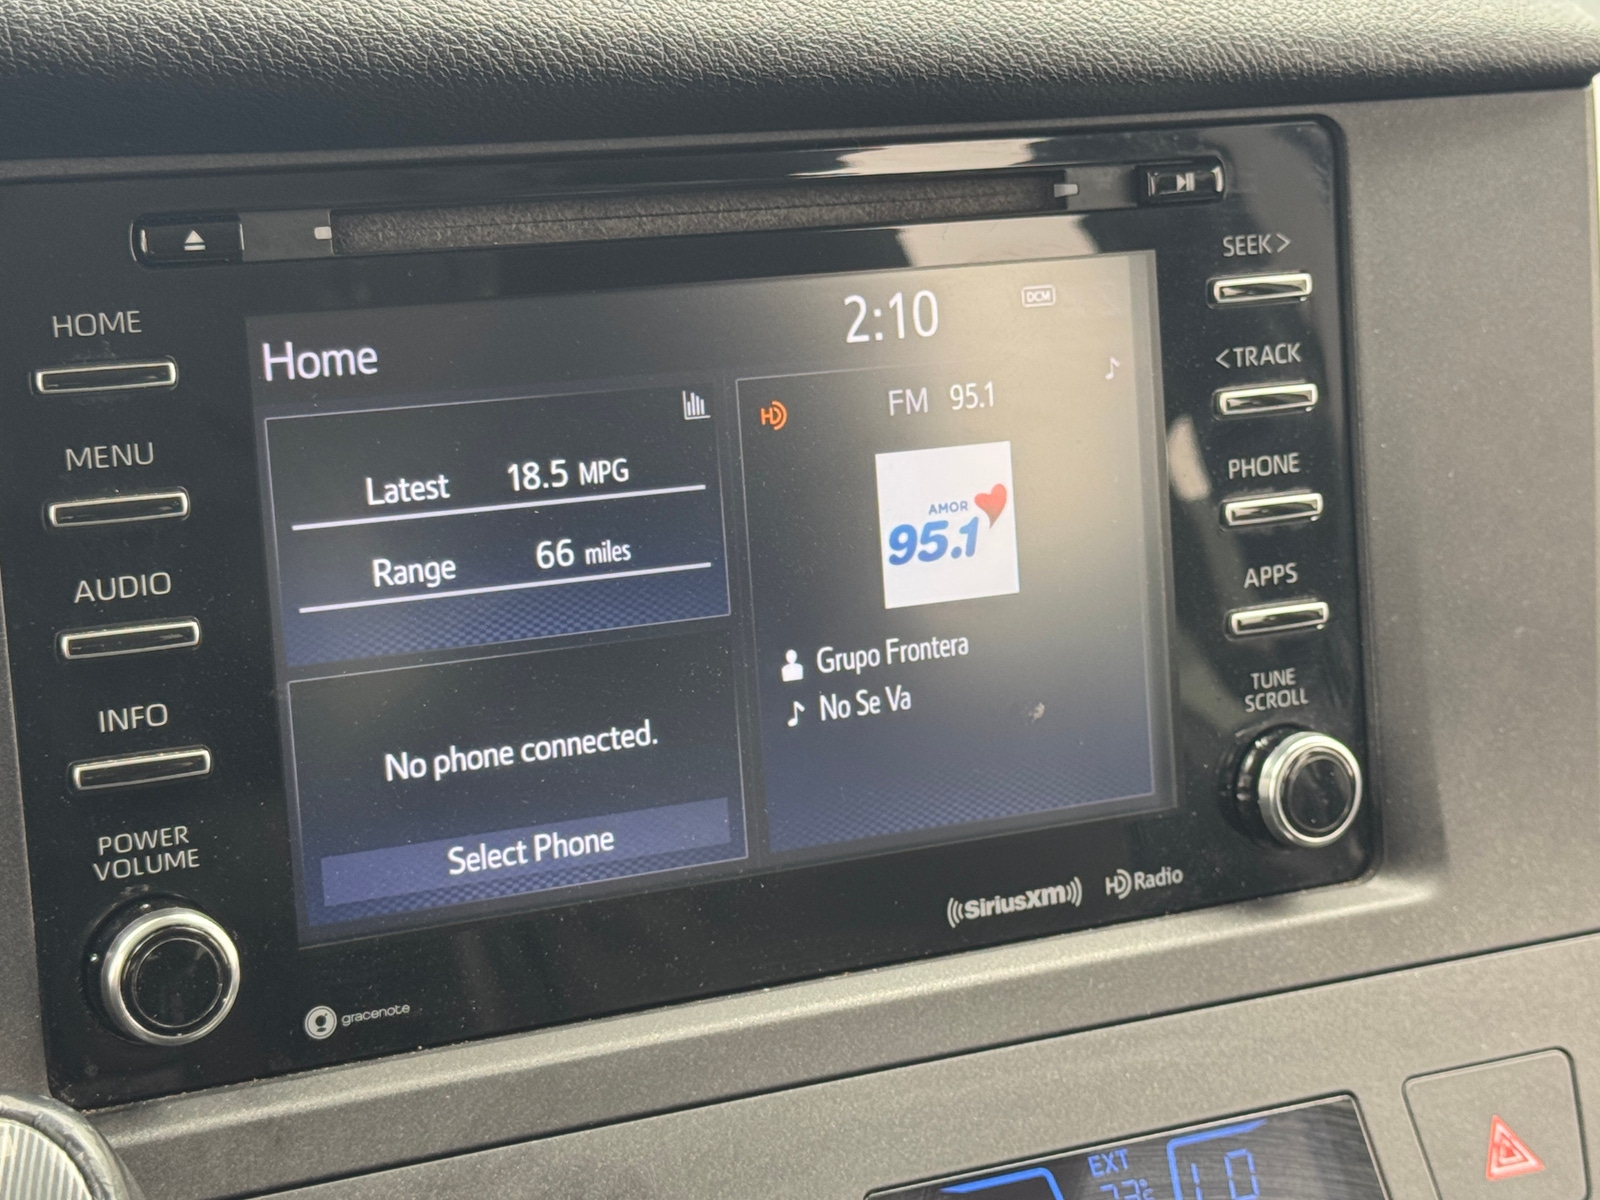 SEEK >
HOME
2:10
DCM
Home
< TRACK
FM 95.1
HD
Latest 18.5 MPG
MENU
PHONE
AMOR
95.1
Range 66 miles
AUDIO
APPS
Grupo Frontera
No Se Va
TUNE
SCROLL
INFO
No phone connected.
POWER
VOLUME
Select Phone
SiriusXM
HD Radio
gracenote
EXT
LO